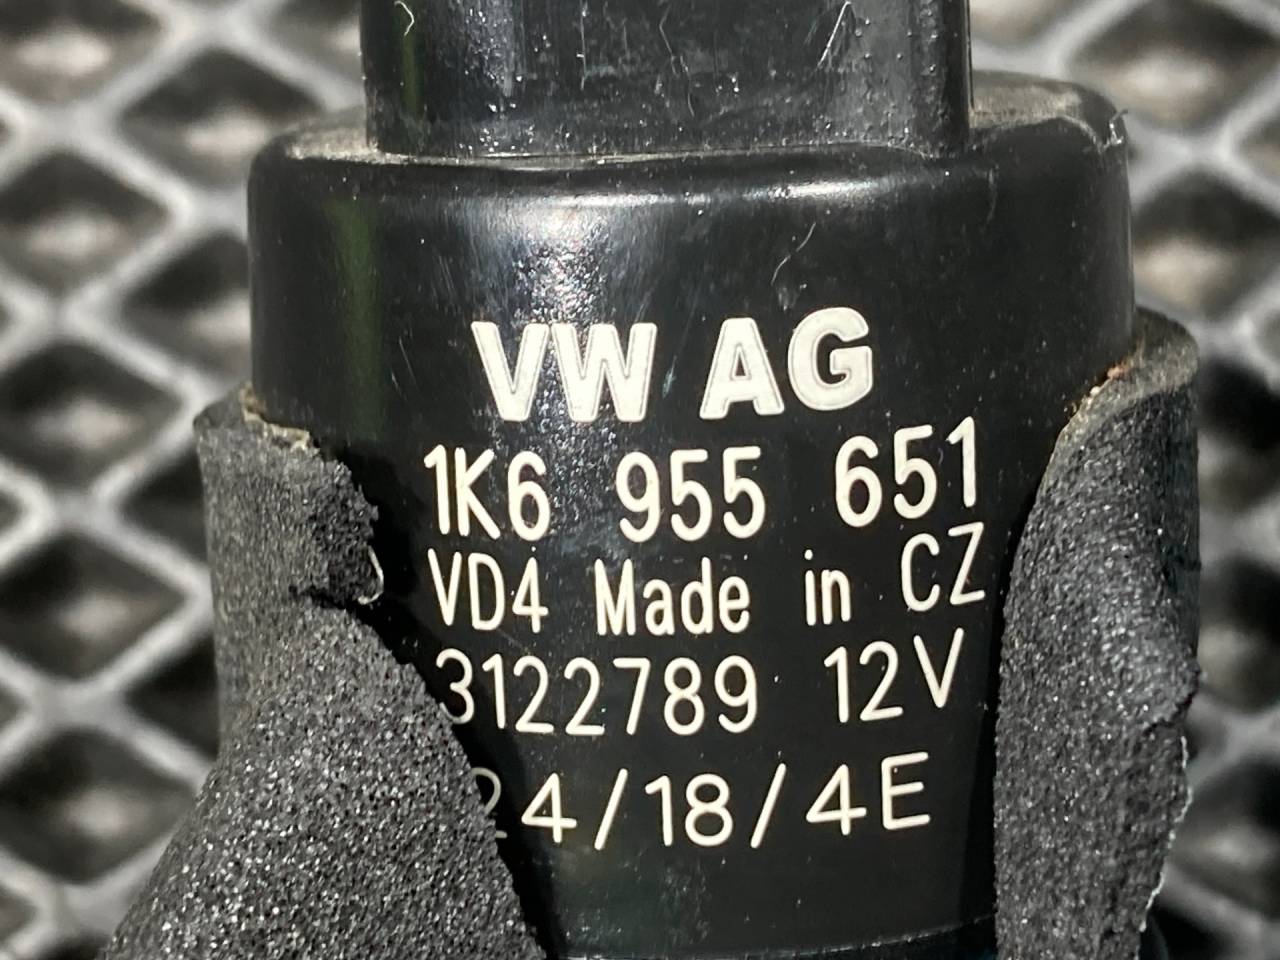 VW AG
1K6 955 651
VD4 Made in CZ
3122789 12V
24/18/4E